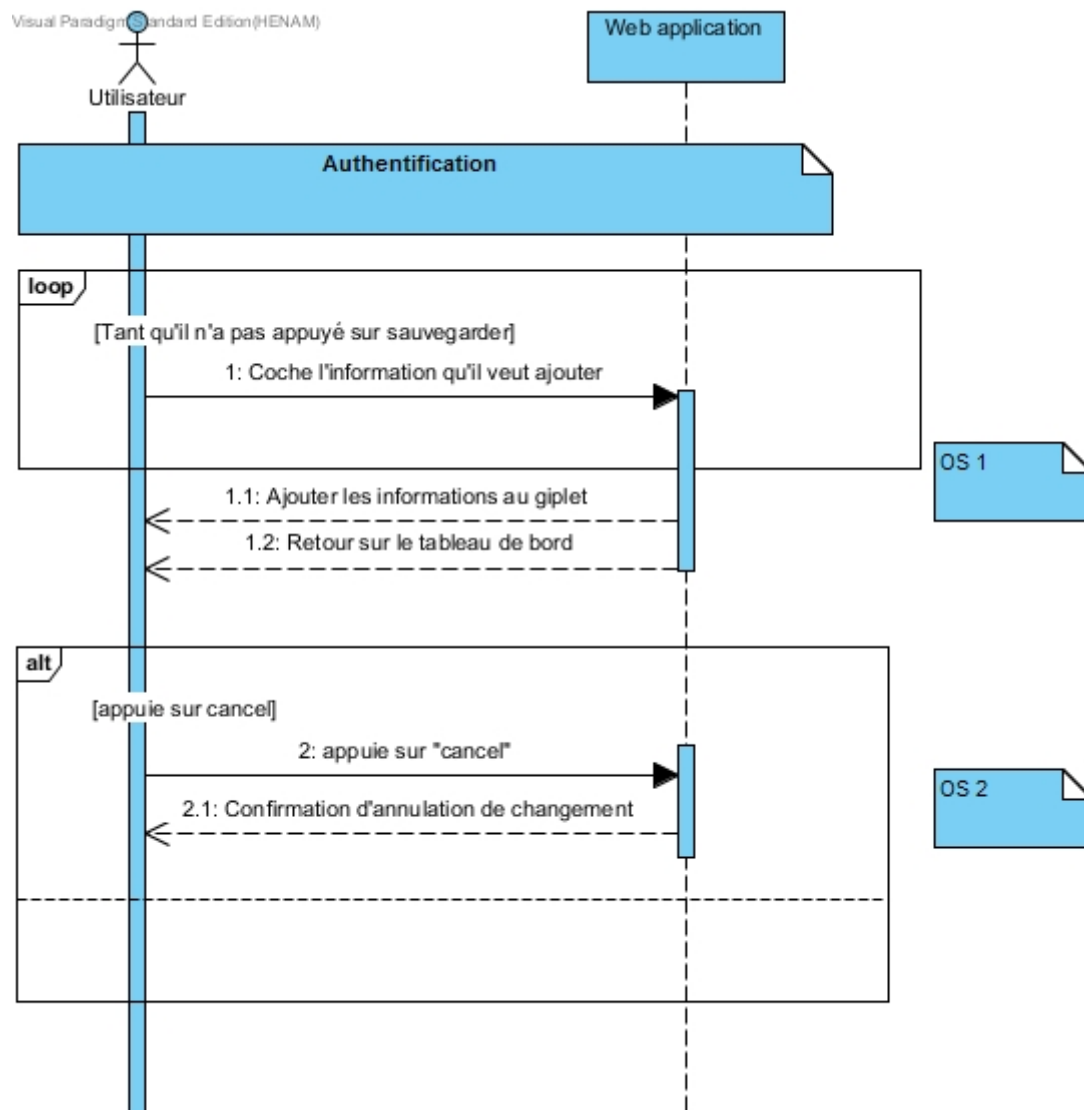 Visual Paradigm Standard Edition(HENAM)
Web application
Utilisateur
Authentification
loop
[Tant qu'il n'a pas appuyé sur sauvegarder]
1: Coche l'information qu'il veut ajouter
OS 1
1.1: Ajouter les informations au giplet
1.2: Retour sur le tableau de bord
alt
[appuie sur cancel]
2: appuie sur "cancel"
OS 2
2.1: Confirmation d'annulation de changement